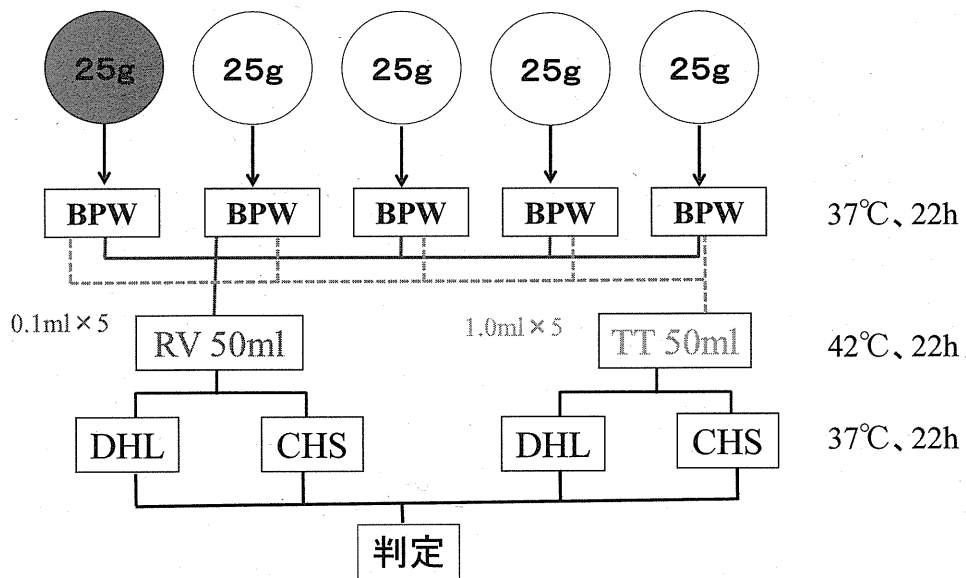 25g 25g 25g 25g 25g
BPW BPW BPW BPW BPW 37℃、22h
0.1ml×5 RV 50ml 1.0ml×5 TT 50ml 42℃、22h
DHL CHS DHL CHS 37℃、22h
判定